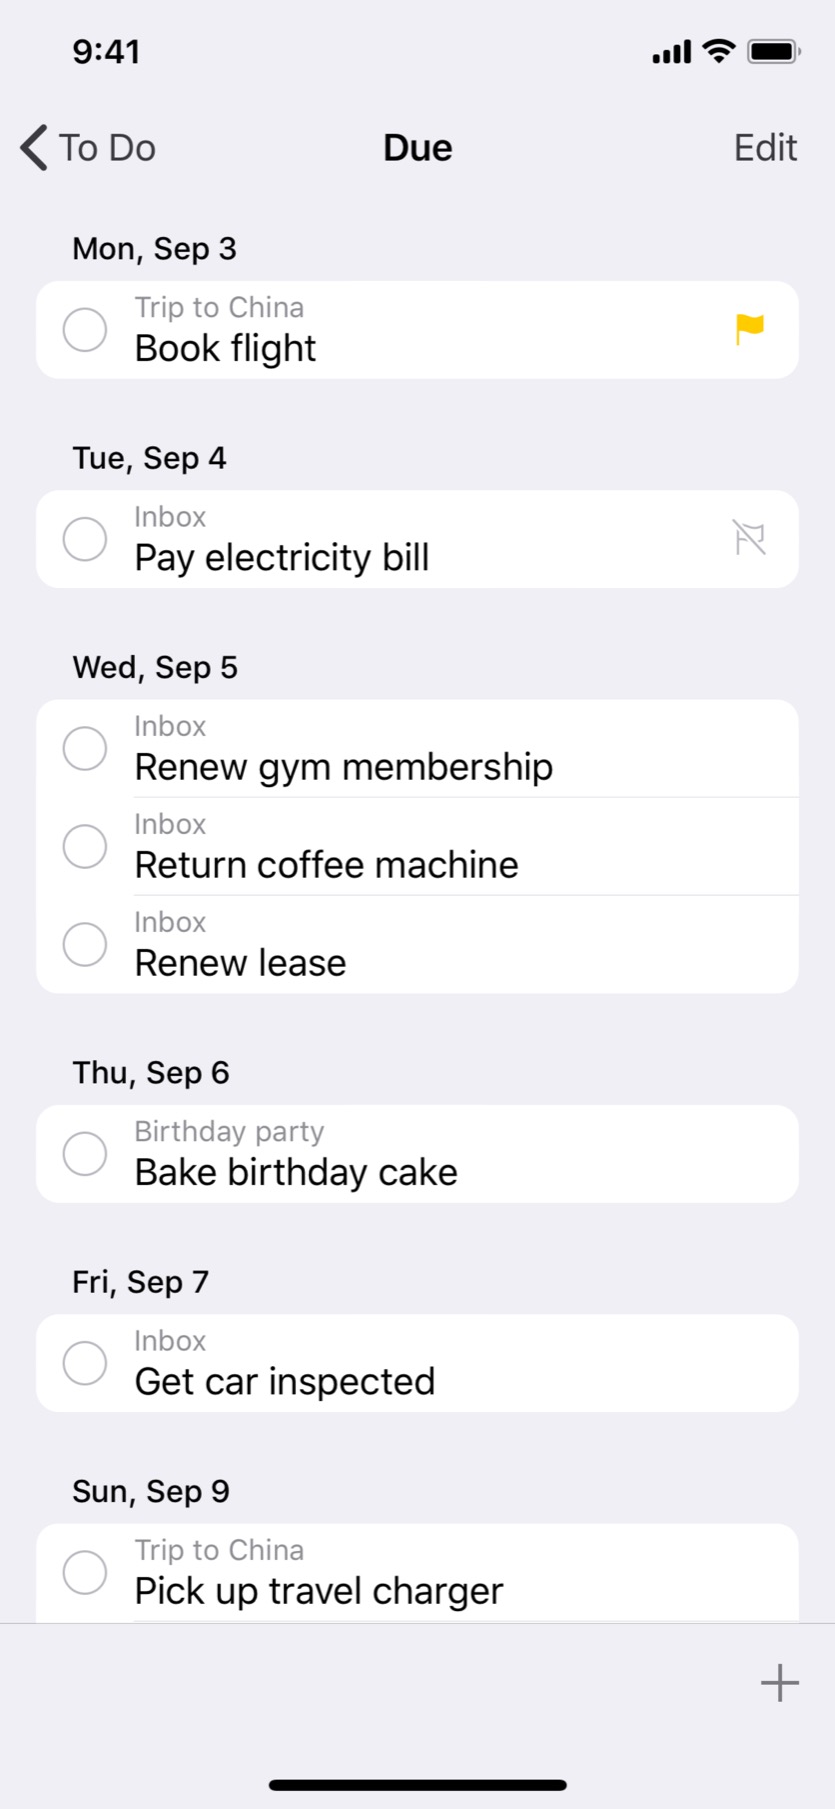 9:41
To Do
Due
Edit
Mon, Sep 3
Trip to China
Book flight
Tue, Sep 4
Inbox
Pay electricity bill
Wed, Sep 5
Inbox
Renew gym membership
Inbox
Return coffee machine
Inbox
Renew lease
Thu, Sep 6
Birthday party
Bake birthday cake
Fri, Sep 7
Inbox
Get car inspected
Sun, Sep 9
Trip to China
Pick up travel charger